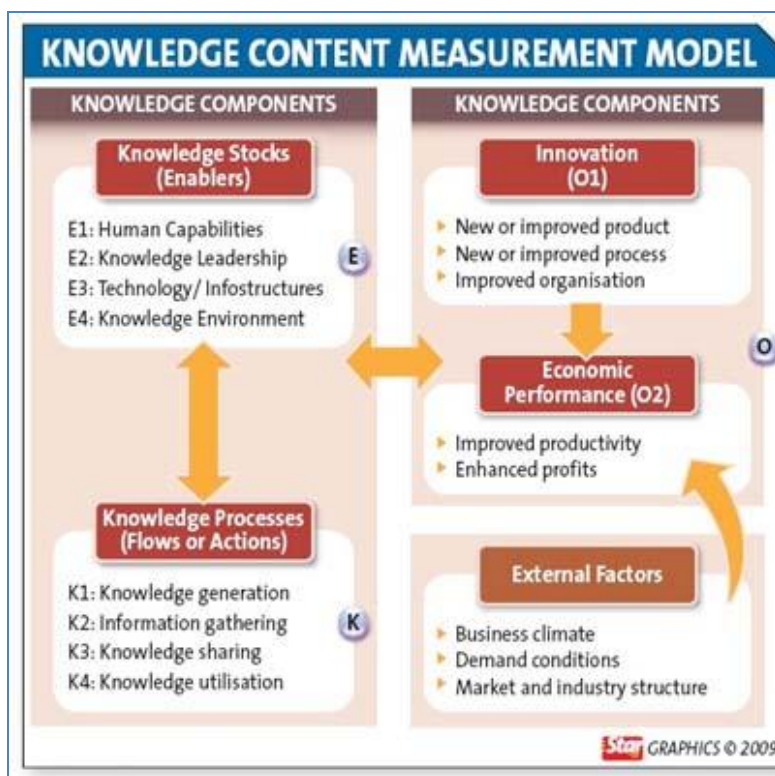 KNOWLEDGE CONTENT MEASUREMENT MODEL
KNOWLEDGE COMPONENTS
Knowledge Stocks
(Enablers)
E1: Human Capabilities
E2: Knowledge Leadership
E3: Technology/ Infostructures
E4: Knowledge Environment
E
Knowledge Processes
(Flows or Actions)
K1: Knowledge generation
K2: Information gathering
K3: Knowledge sharing
K4: Knowledge utilisation
K
KNOWLEDGE COMPONENTS
Innovation
(O1)
New or improved product
New or improved process
Improved organisation
O
Economic
Performance (O2)
Improved productivity
Enhanced profits
External Factors
Business climate
Demand conditions
Market and industry structure
Star GRAPHICS © 2009